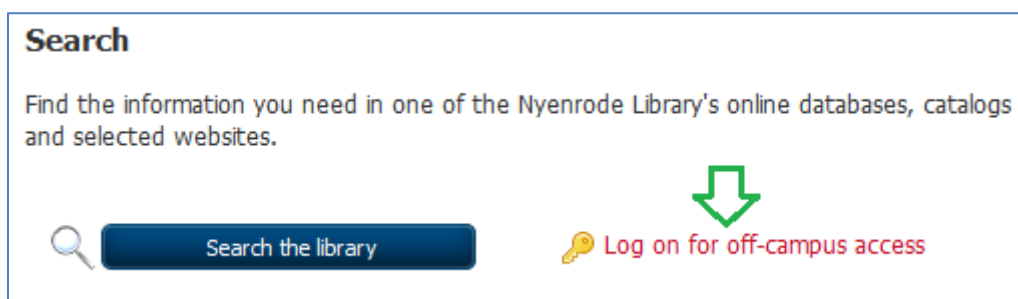 Search
Find the information you need in one of the Nyenrode Library's online databases, catalogs
and selected websites.
Search the library
Log on for off-campus access